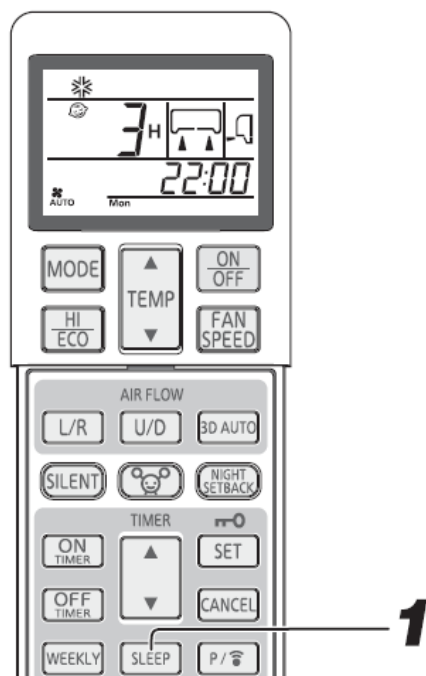 3H
22:00
AUTO Mon
MODE
TEMP
ON
OFF
HI
ECO
FAN
SPEED
AIR FLOW
L/R U/D 3D AUTO
SILENT
NIGHT
SETBACK
TIMER
ON
TIMER
SET
OFF
TIMER
CANCEL
WEEKLY SLEEP P/
1